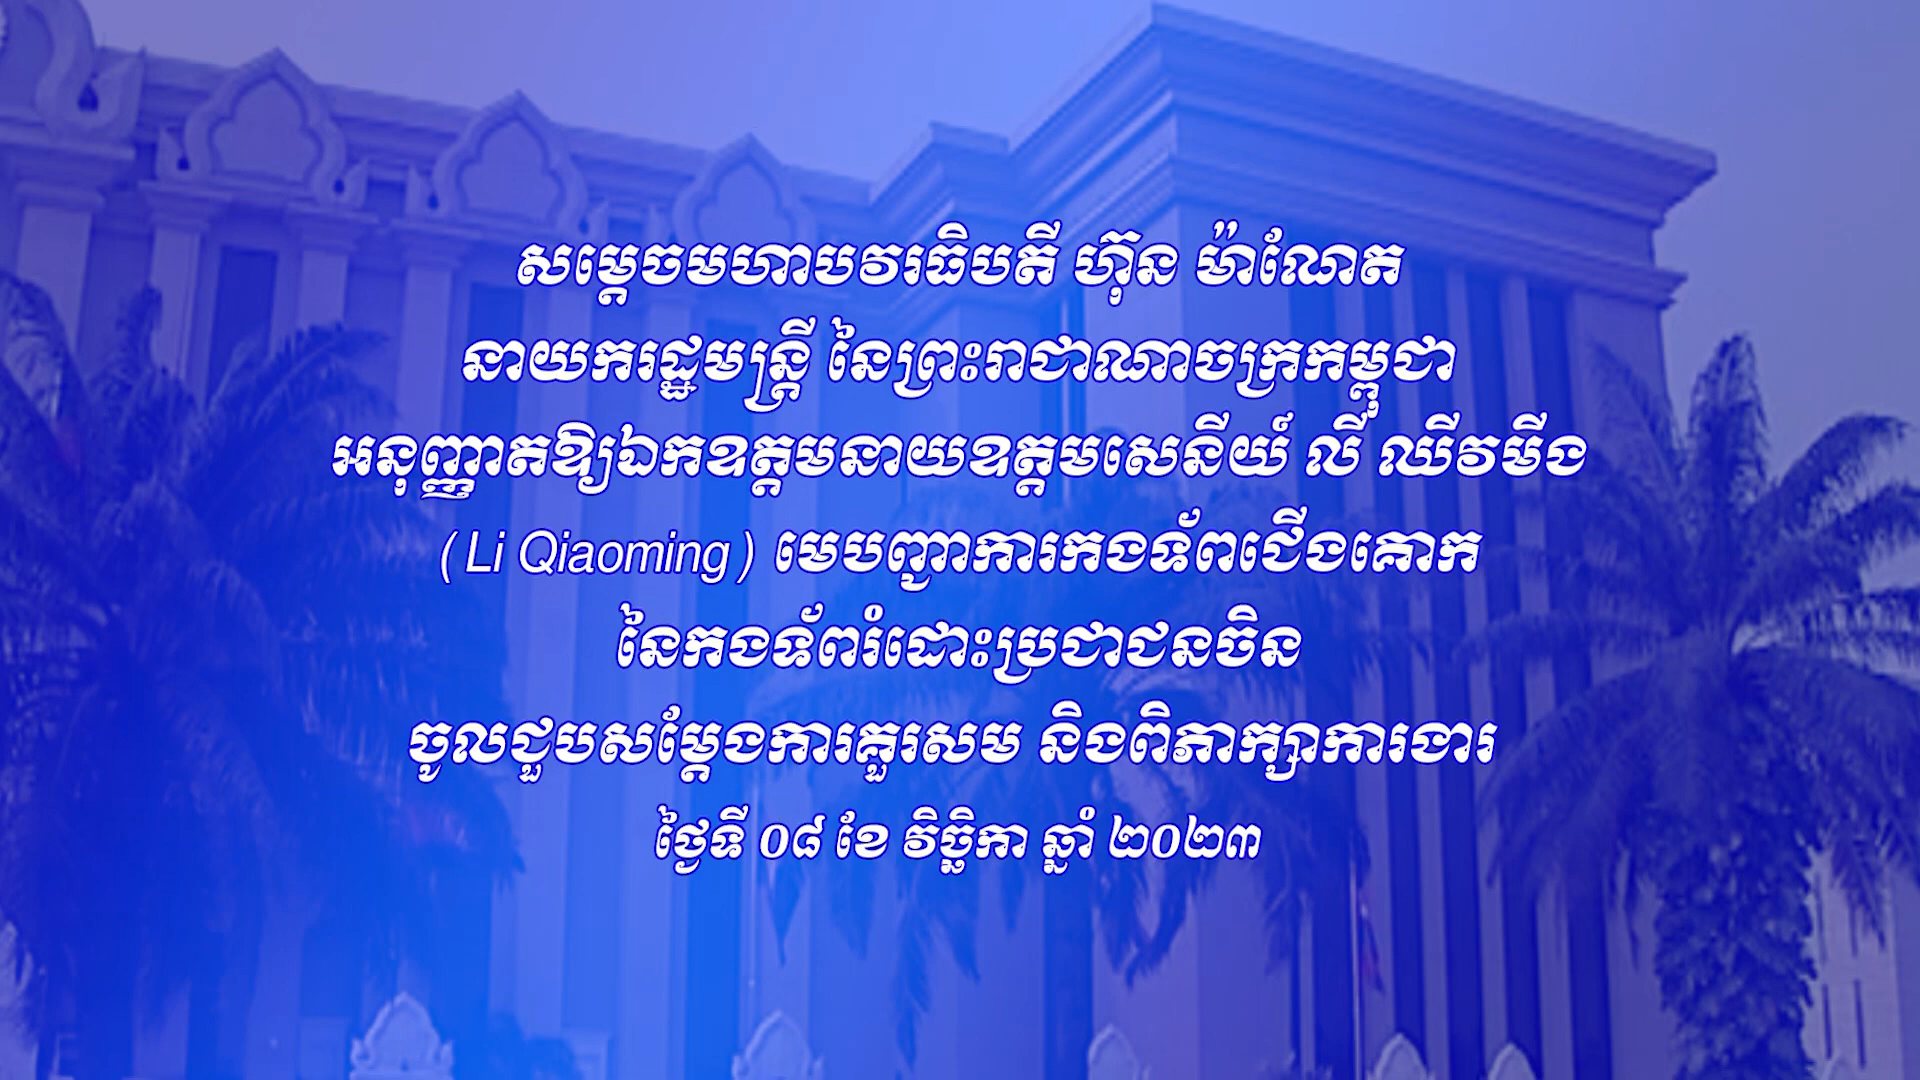 សម្តេចមហាបវរធិបតី ហ៊ុន ម៉ាណែត
នាយករដ្ឋមន្ត្រី នៃព្រះរាជាណាចក្រកម្ពុជា
អនុញ្ញាតឱ្យឯកឧត្តមនាយឧត្តមសេនីយ៍ លី ឈីវមីង
( Li Qiaoming ) មេបញ្ជាការកងទ័ពជើងគោក
នៃកងទ័ពរំដោះប្រជាជនចិន
ចូលជួបសម្តែងការគួរសម និងពិភាក្សាការងារ
ថ្ងៃទី ០៨ ខែ វិច្ឆិកា ឆ្នាំ ២០២៣